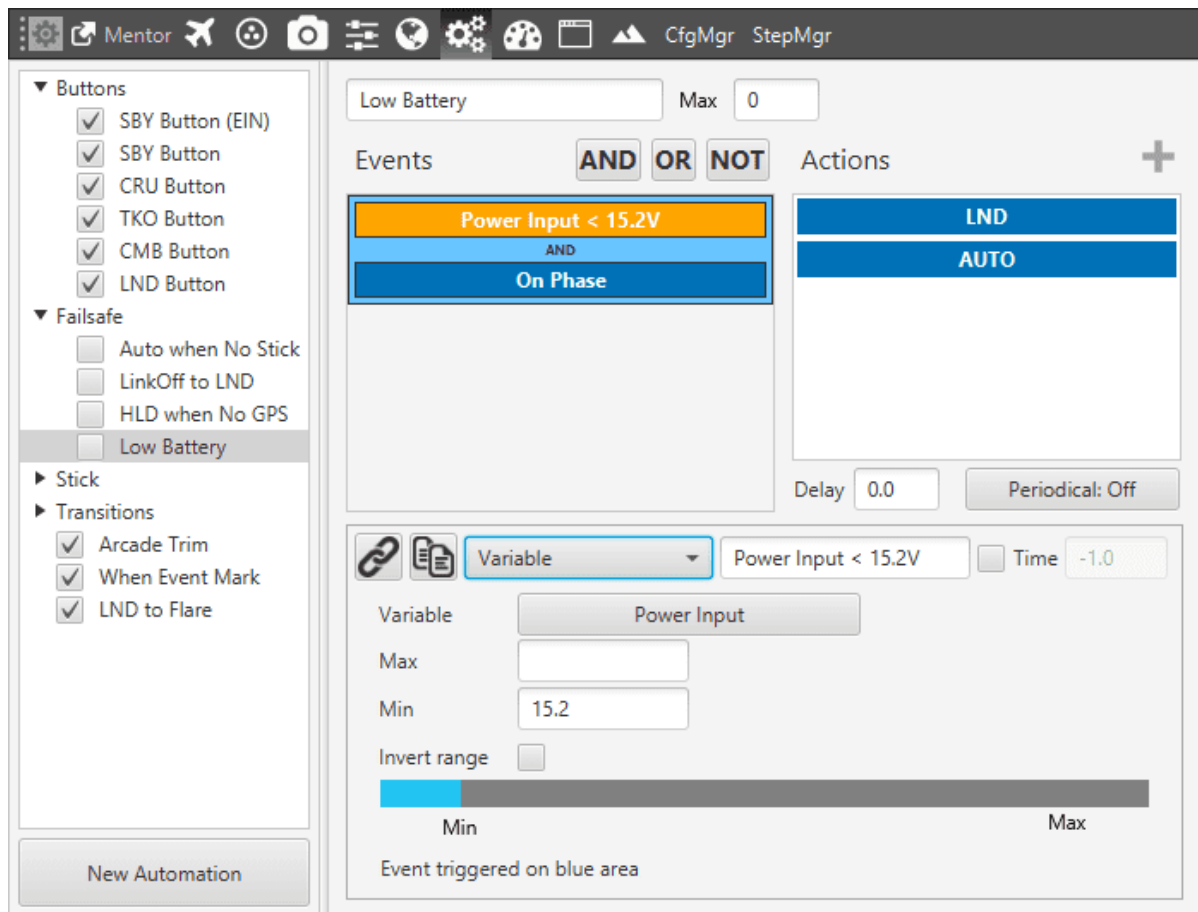 Mentor CfgMgr StepMgr
Buttons
SBY Button (EIN)
SBY Button
CRU Button
TKO Button
CMB Button
LND Button
Failsafe
Auto when No Stick
LinkOff to LND
HLD when No GPS
Low Battery
Stick
Transitions
Arcade Trim
When Event Mark
LND to Flare
New Automation
Low Battery Max 0
Events AND OR NOT Actions
Power Input < 15.2V
AND
On Phase
LND
AUTO
Delay 0.0 Periodical: Off
Variable Power Input < 15.2V Time -1.0
Variable Power Input
Max
Min 15.2
Invert range
Min Max
Event triggered on blue area